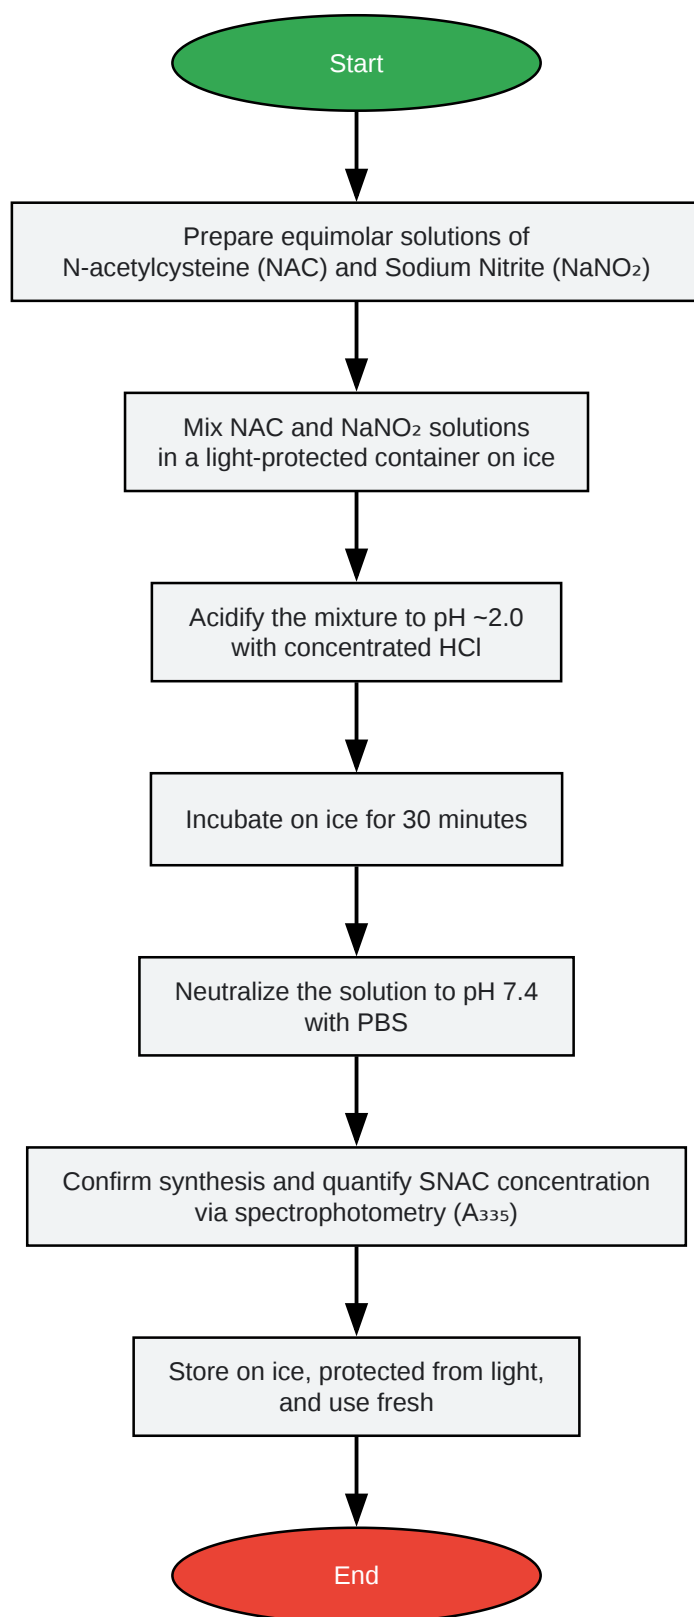 Start
Prepare equimolar solutions of
N-acetylcysteine (NAC) and Sodium Nitrite (NaNO₂)
Mix NAC and NaNO₂ solutions
in a light-protected container on ice
Acidify the mixture to pH ~2.0
with concentrated HCl
Incubate on ice for 30 minutes
Neutralize the solution to pH 7.4
with PBS
Confirm synthesis and quantify SNAC concentration
via spectrophotometry (A₃₃₅)
Store on ice, protected from light,
and use fresh
End